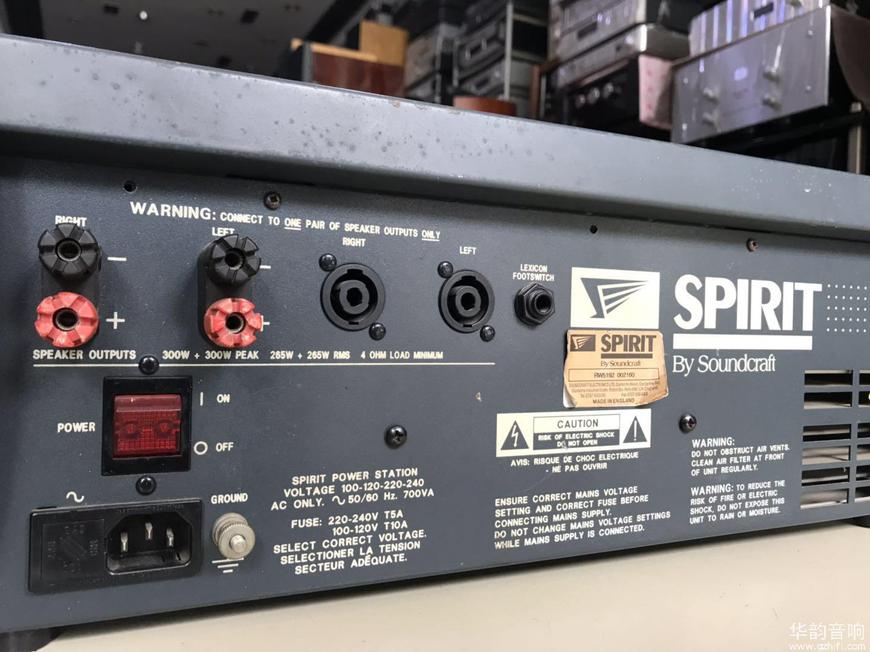 WARNING: CONNECT TO ONE PAIR OF SPEAKER OUTPUTS ONLY
RIGHT
LEFT
RIGHT
LEFT
LEXICON
FOOTSWITCH
−
+
−
SPEAKER OUTPUTS 300W + 300W PEAK 265W + 265W RMS 4 OHM LOAD MINIMUM
SPIRIT
By Soundcraft
SPIRIT
By Soundcraft
RW5192 002160
MADE IN ENGLAND
POWER
ON
OFF
CAUTION
RISK OF ELECTRIC SHOCK
DO NOT OPEN
AVIS: RISQUE DE CHOC ELECTRIQUE
- NE PAS OUVRIR
SPIRIT POWER STATION
VOLTAGE 100-120-220-240
AC ONLY. ∿ 50/60 Hz. 700VA
FUSE: 220-240V T5A
100-120V T10A
SELECT CORRECT VOLTAGE.
SELECTIONER LA TENSION
SECTEUR ADÉQUATE.
GROUND
ENSURE CORRECT MAINS VOLTAGE
SETTING AND CORRECT FUSE BEFORE
CONNECTING MAINS SUPPLY.
DO NOT CHANGE MAINS VOLTAGE SETTINGS
WHILE MAINS SUPPLY IS CONNECTED.
WARNING:
DO NOT OBSTRUCT AIR VENTS.
CLEAN AIR FILTER AT FRONT
OF UNIT REGULARLY.
WARNING: TO REDUCE THE
RISK OF FIRE OR ELECTRIC
SHOCK, DO NOT EXPOSE THIS
UNIT TO RAIN OR MOISTURE.
华韵音响
www.gzhifi.com